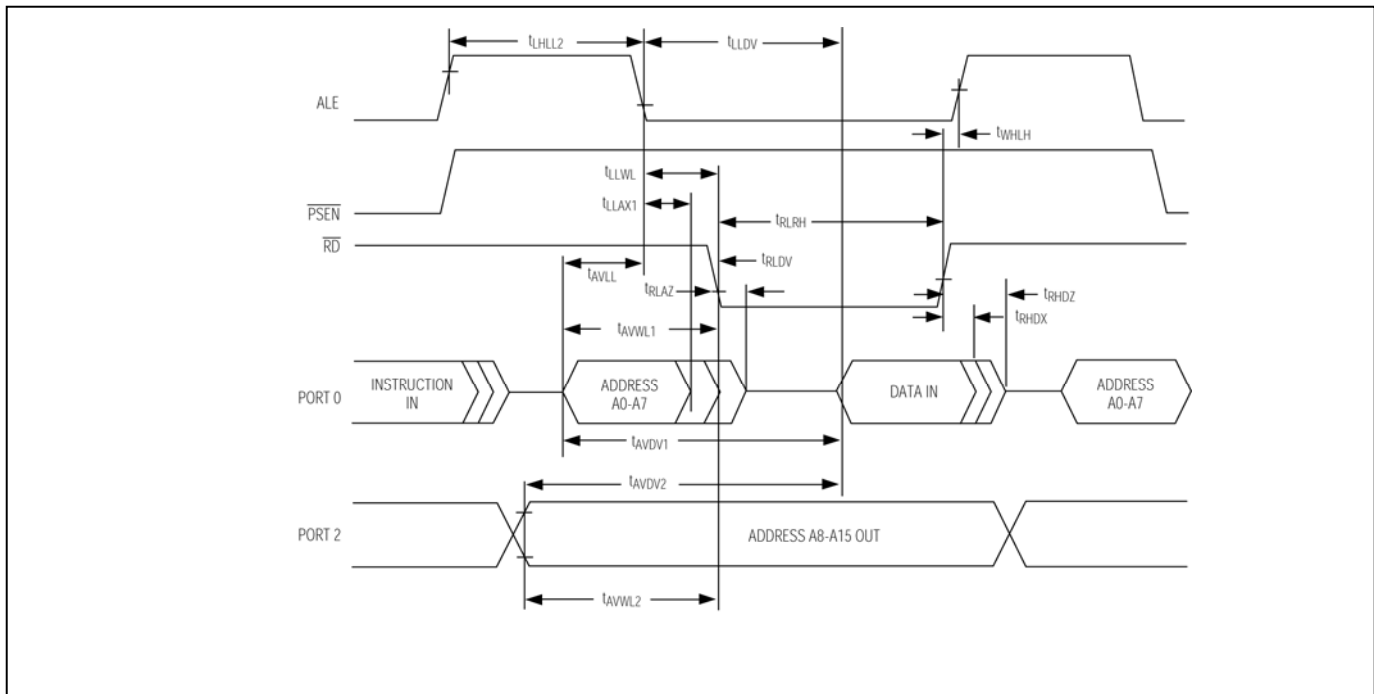 tLHLL2
tLLDV
ALE
tWHLH
tLLWL
tLLAX1
PSEN
tRLRH
RD
tRLDV
tAVLL
tRLAZ
tRHDZ
tRHDX
tAVWL1
PORT 0
INSTRUCTION
IN
ADDRESS
A0-A7
DATA IN
ADDRESS
A0-A7
tAVDV1
tAVDV2
PORT 2
ADDRESS A8-A15 OUT
tAVWL2